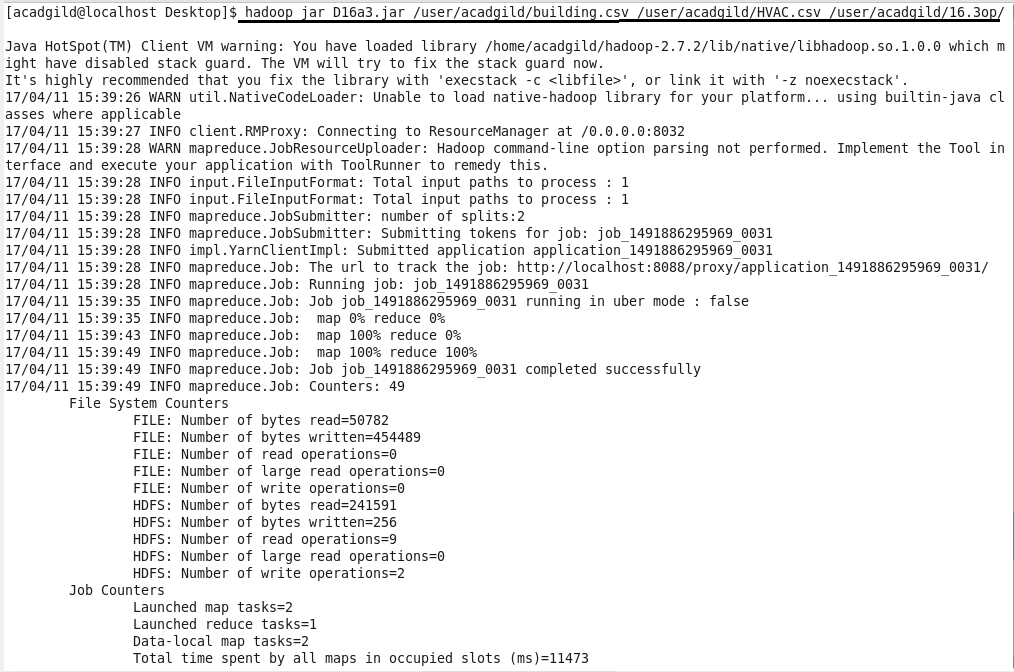 [acadgild@localhost Desktop]$ hadoop jar D16a3.jar /user/acadgild/building.csv /user/acadgild/HVAC.csv /user/acadgild/16.3op/
Java HotSpot(TM) Client VM warning: You have loaded library /home/acadgild/hadoop-2.7.2/lib/native/libhadoop.so.1.0.0 which m
ight have disabled stack guard. The VM will try to fix the stack guard now.
It's highly recommended that you fix the library with 'execstack -c <libfile>', or link it with '-z noexecstack'.
17/04/11 15:39:26 WARN util.NativeCodeLoader: Unable to load native-hadoop library for your platform... using builtin-java cl
asses where applicable
17/04/11 15:39:27 INFO client.RMProxy: Connecting to ResourceManager at /0.0.0.0:8032
17/04/11 15:39:28 WARN mapreduce.JobResourceUploader: Hadoop command-line option parsing not performed. Implement the Tool in
terface and execute your application with ToolRunner to remedy this.
17/04/11 15:39:28 INFO input.FileInputFormat: Total input paths to process : 1
17/04/11 15:39:28 INFO input.FileInputFormat: Total input paths to process : 1
17/04/11 15:39:28 INFO mapreduce.JobSubmitter: number of splits:2
17/04/11 15:39:28 INFO mapreduce.JobSubmitter: Submitting tokens for job: job_1491886295969_0031
17/04/11 15:39:28 INFO impl.YarnClientImpl: Submitted application application_1491886295969_0031
17/04/11 15:39:28 INFO mapreduce.Job: The url to track the job: http://localhost:8088/proxy/application_1491886295969_0031/
17/04/11 15:39:28 INFO mapreduce.Job: Running job: job_1491886295969_0031
17/04/11 15:39:35 INFO mapreduce.Job: Job job_1491886295969_0031 running in uber mode : false
17/04/11 15:39:35 INFO mapreduce.Job:  map 0% reduce 0%
17/04/11 15:39:43 INFO mapreduce.Job:  map 100% reduce 0%
17/04/11 15:39:49 INFO mapreduce.Job:  map 100% reduce 100%
17/04/11 15:39:49 INFO mapreduce.Job: Job job_1491886295969_0031 completed successfully
17/04/11 15:39:49 INFO mapreduce.Job: Counters: 49
File System Counters
FILE: Number of bytes read=50782
FILE: Number of bytes written=454489
FILE: Number of read operations=0
FILE: Number of large read operations=0
FILE: Number of write operations=0
HDFS: Number of bytes read=241591
HDFS: Number of bytes written=256
HDFS: Number of read operations=9
HDFS: Number of large read operations=0
HDFS: Number of write operations=2
Job Counters
Launched map tasks=2
Launched reduce tasks=1
Data-local map tasks=2
Total time spent by all maps in occupied slots (ms)=11473